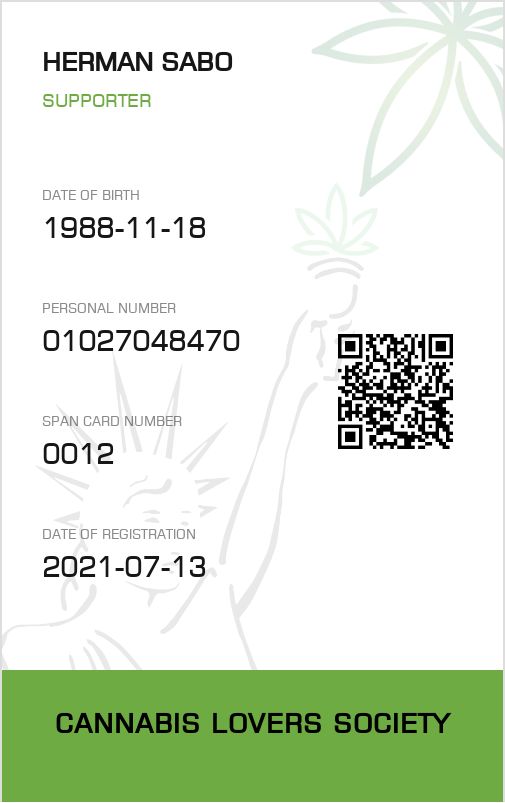 HERMAN SABO
SUPPORTER
DATE OF BIRTH
1988-11-18
PERSONAL NUMBER
01027048470
SPAN CARD NUMBER
0012
DATE OF REGISTRATION
2021-07-13
CANNABIS LOVERS SOCIETY